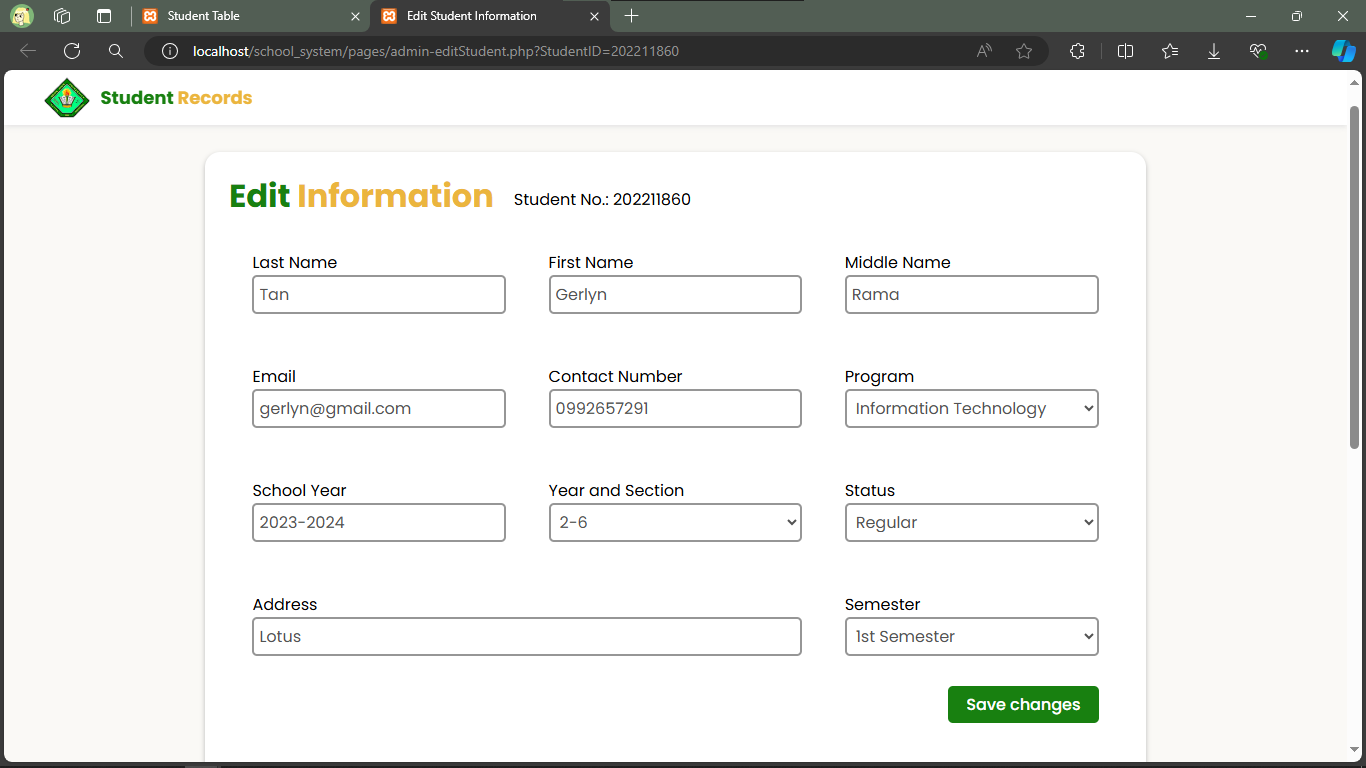 Student Table
Edit Student Information
localhost/school_system/pages/admin-editStudent.php?StudentID=202211860
Student Records
Edit Information Student No.: 202211860
Last Name First Name Middle Name
Tan Gerlyn Rama
Email Contact Number Program
gerlyn@gmail.com 0992657291 Information Technology
School Year Year and Section Status
2023-2024 2-6 Regular
Address Semester
Lotus 1st Semester
Save changes